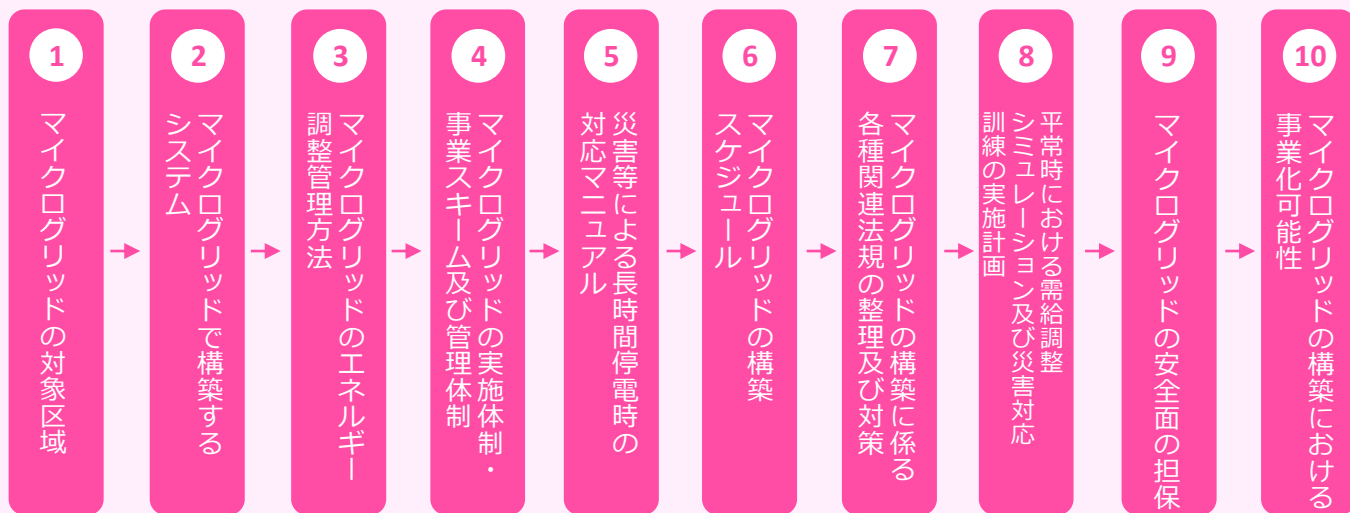 1
マイクログリッドの対象区域
2
マイクログリッドで構築する
システム
3
マイクログリッドのエネルギー
調整管理方法
4
マイクログリッドの実施体制・
事業スキーム及び管理体制
5
災害等による長時間停電時の
対応マニュアル
6
マイクログリッドの構築
スケジュール
7
マイクログリッドの構築に係る
各種関連法規の整理及び対策
8
平常時における需給調整
シミュレーション及び災害対応
訓練の実施計画
9
マイクログリッドの安全面の担保
10
マイクログリッドの構築における
事業化可能性